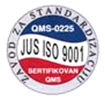 QMS-0225
ZAVOD ZA STANDARDIZACIJU
JUS ISO 9001
SERTIFIKOVAN
QMS